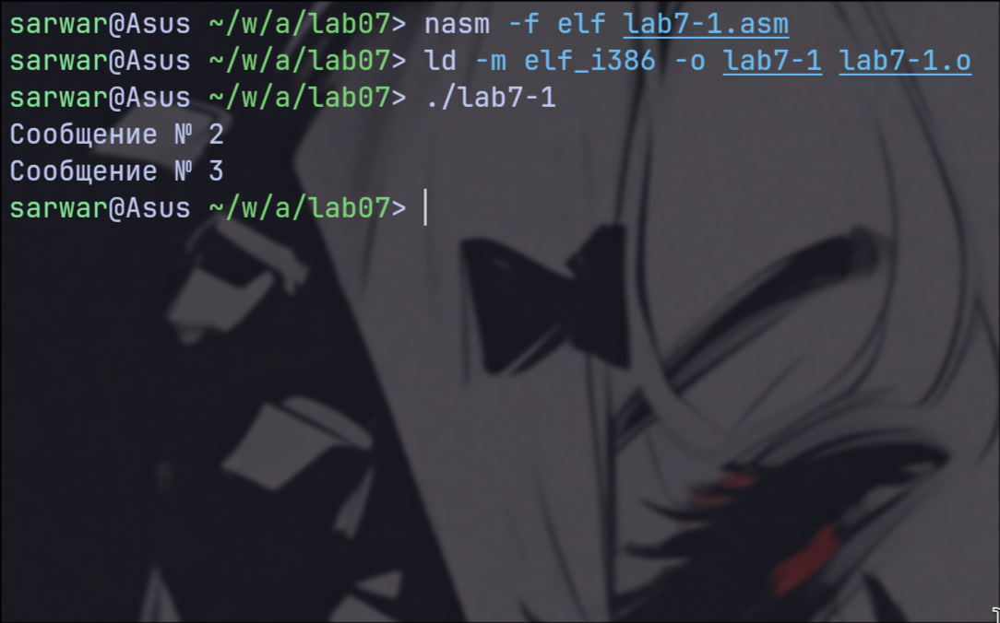 sarwar@Asus ~/w/a/lab07> nasm -f elf lab7-1.asm
sarwar@Asus ~/w/a/lab07> ld -m elf_i386 -o lab7-1 lab7-1.o
sarwar@Asus ~/w/a/lab07> ./lab7-1
Сообщение № 2
Сообщение № 3
sarwar@Asus ~/w/a/lab07>